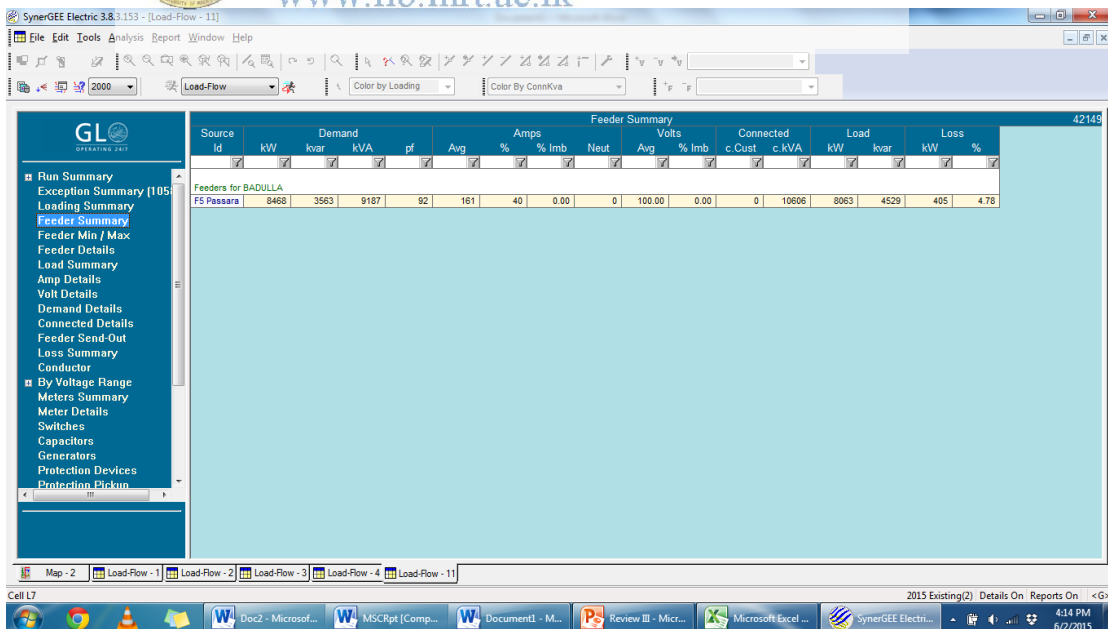 www.lib.mrt.ac.lk
SynerGEE Electric 3.8.3.153 - [Load-Flow - 11]
File Edit Tools Analysis Report Window Help
2000 Load-Flow Color by Loading Color By ConnKva
GL
OPERATING 24/7
Run Summary
Exception Summary (105
Loading Summary
Feeder Summary
Feeder Min / Max
Feeder Details
Load Summary
Amp Details
Volt Details
Demand Details
Connected Details
Feeder Send-Out
Loss Summary
Conductor
By Voltage Range
Meters Summary
Meter Details
Switches
Capacitors
Generators
Protection Devices
Protection Pickup
Feeder Summary 42149
Source Demand Amps Volts Connected Load Loss
Id kW kvar kVA pf Avg % % Imb Neut Avg % Imb c.Cust c.kVA kW kvar kW %
Feeders for BADULLA
F5 Passara 8468 3563 9187 92 161 40 0.00 0 100.00 0.00 0 10606 8063 4529 405 4.78
Map - 2 Load-Flow - 1 Load-Flow - 2 Load-Flow - 3 Load-Flow - 4 Load-Flow - 11
Cell L7 2015 Existing(2) Details On Reports On <G>
Doc2 - Microsof... MSCRpt [Comp... Document1 - M... Review III - Micr... Microsoft Excel ... SynerGEE Electri... 4:14 PM
6/2/2015